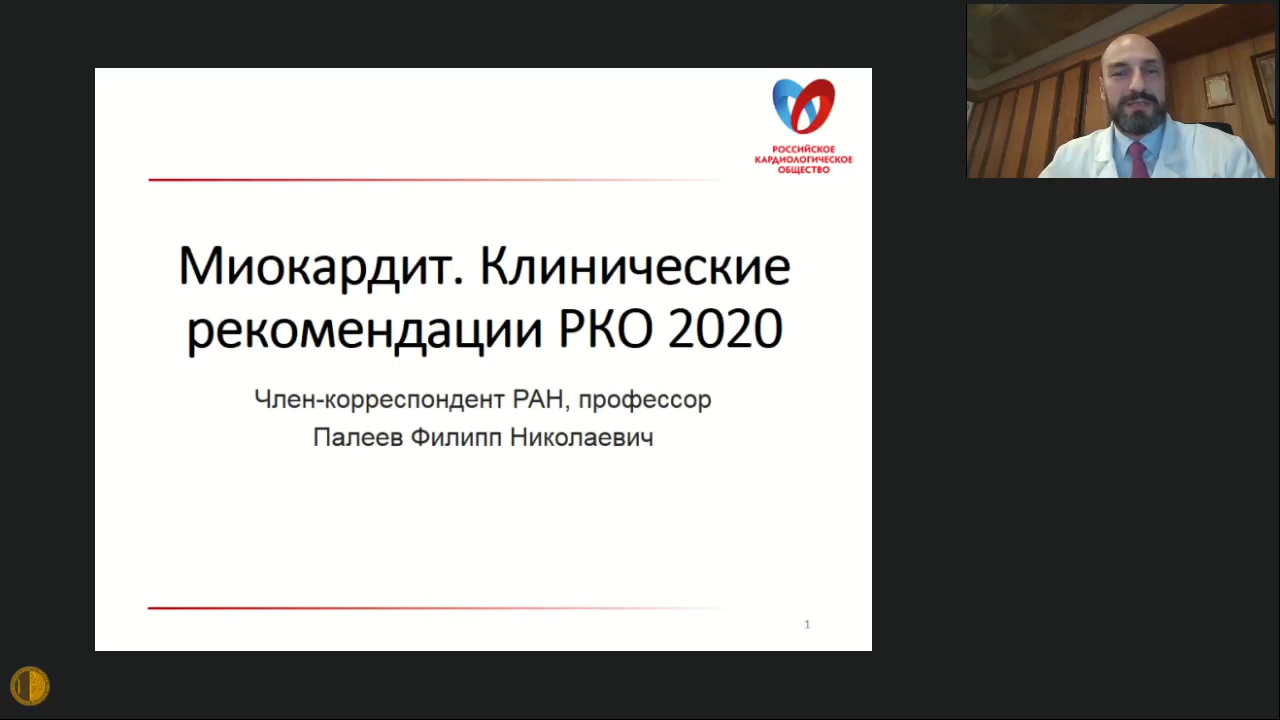 РОССИЙСКОЕ
КАРДИОЛОГИЧЕСКОЕ
ОБЩЕСТВО
Миокардит. Клинические
рекомендации РКО 2020
Член-корреспондент РАН, профессор
Палеев Филипп Николаевич
1